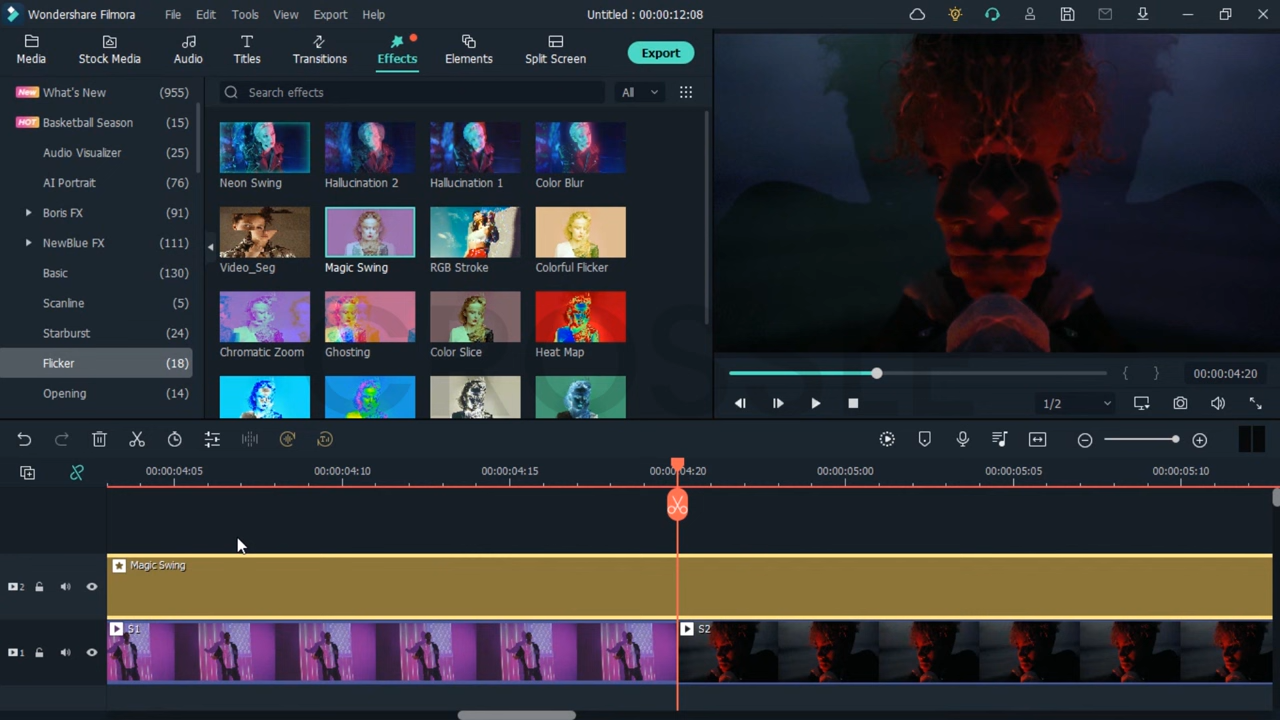 Wondershare Filmora File Edit Tools View Export Help Untitled : 00:00:12:08
Media Stock Media Audio Titles Transitions Effects Elements Split Screen Export
New What's New (955)
HOT Basketball Season (15)
Audio Visualizer (25)
AI Portrait (76)
Boris FX (91)
NewBlue FX (111)
Basic (130)
Scanline (5)
Starburst (24)
Flicker (18)
Opening (14)
Search effects All
Neon Swing Hallucination 2 Hallucination 1 Color Blur
Video_Seg Magic Swing RGB Stroke Colorful Flicker
Chromatic Zoom Ghosting Color Slice Heat Map
{ } 00:00:04:20
1/2
00:00:04:05 00:00:04:10 00:00:04:15 00:00:04:20 00:00:05:00 00:00:05:05 00:00:05:10
2 Magic Swing
1 S1 S2